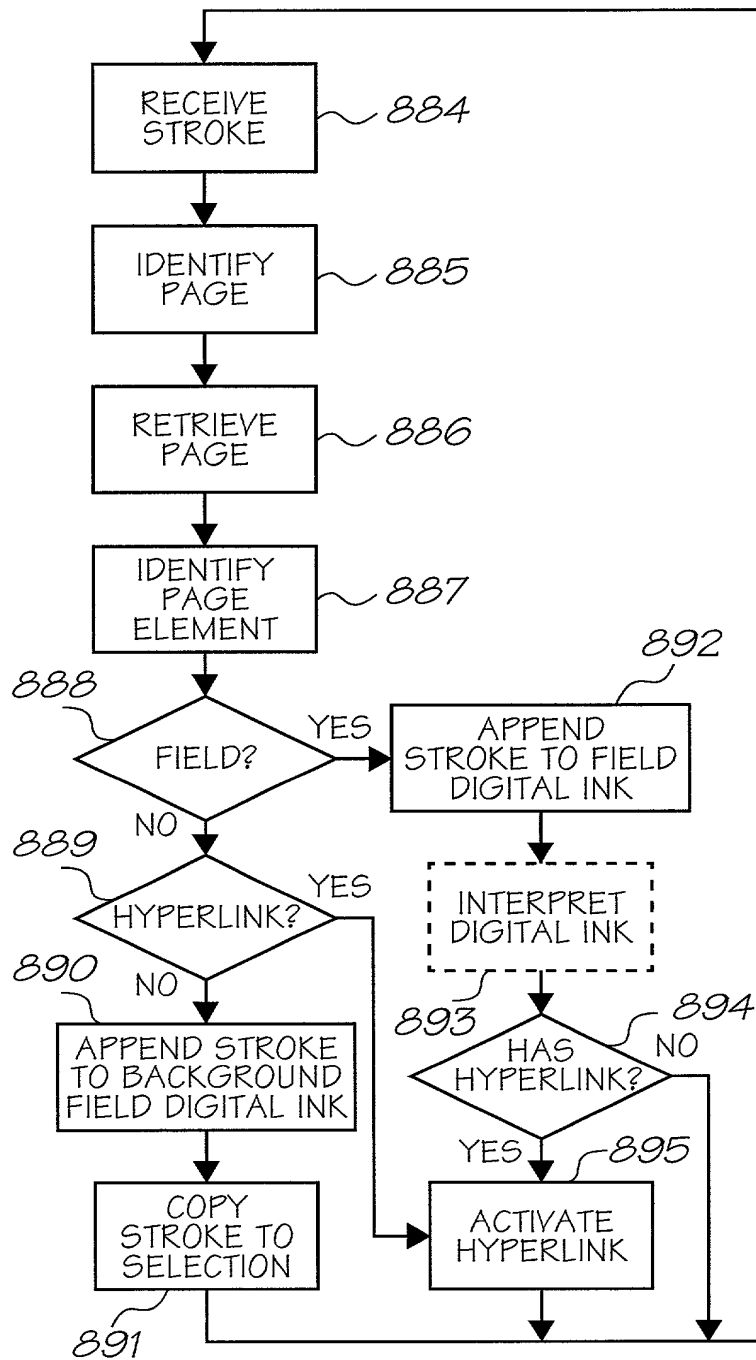 RECEIVE
STROKE
884
IDENTIFY
PAGE
885
RETRIEVE
PAGE
886
IDENTIFY
PAGE
ELEMENT
887
888
FIELD?
YES
NO
892
APPEND
STROKE TO FIELD
DIGITAL INK
889
HYPERLINK?
YES
NO
INTERPRET
DIGITAL INK
893
890
APPEND STROKE
TO BACKGROUND
FIELD DIGITAL INK
894
HAS
HYPERLINK?
NO
YES
COPY
STROKE TO
SELECTION
891
895
ACTIVATE
HYPERLINK